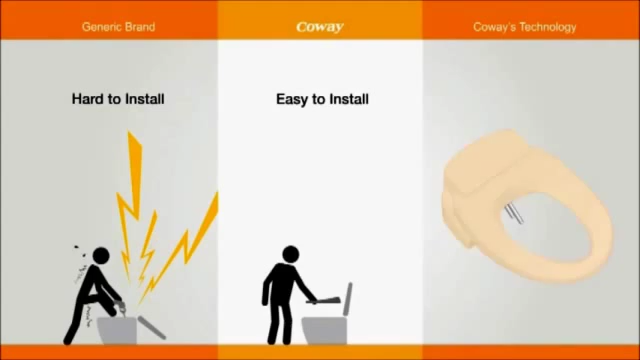 Generic Brand
Coway
Coway's Technology
Hard to Install
Easy to Install